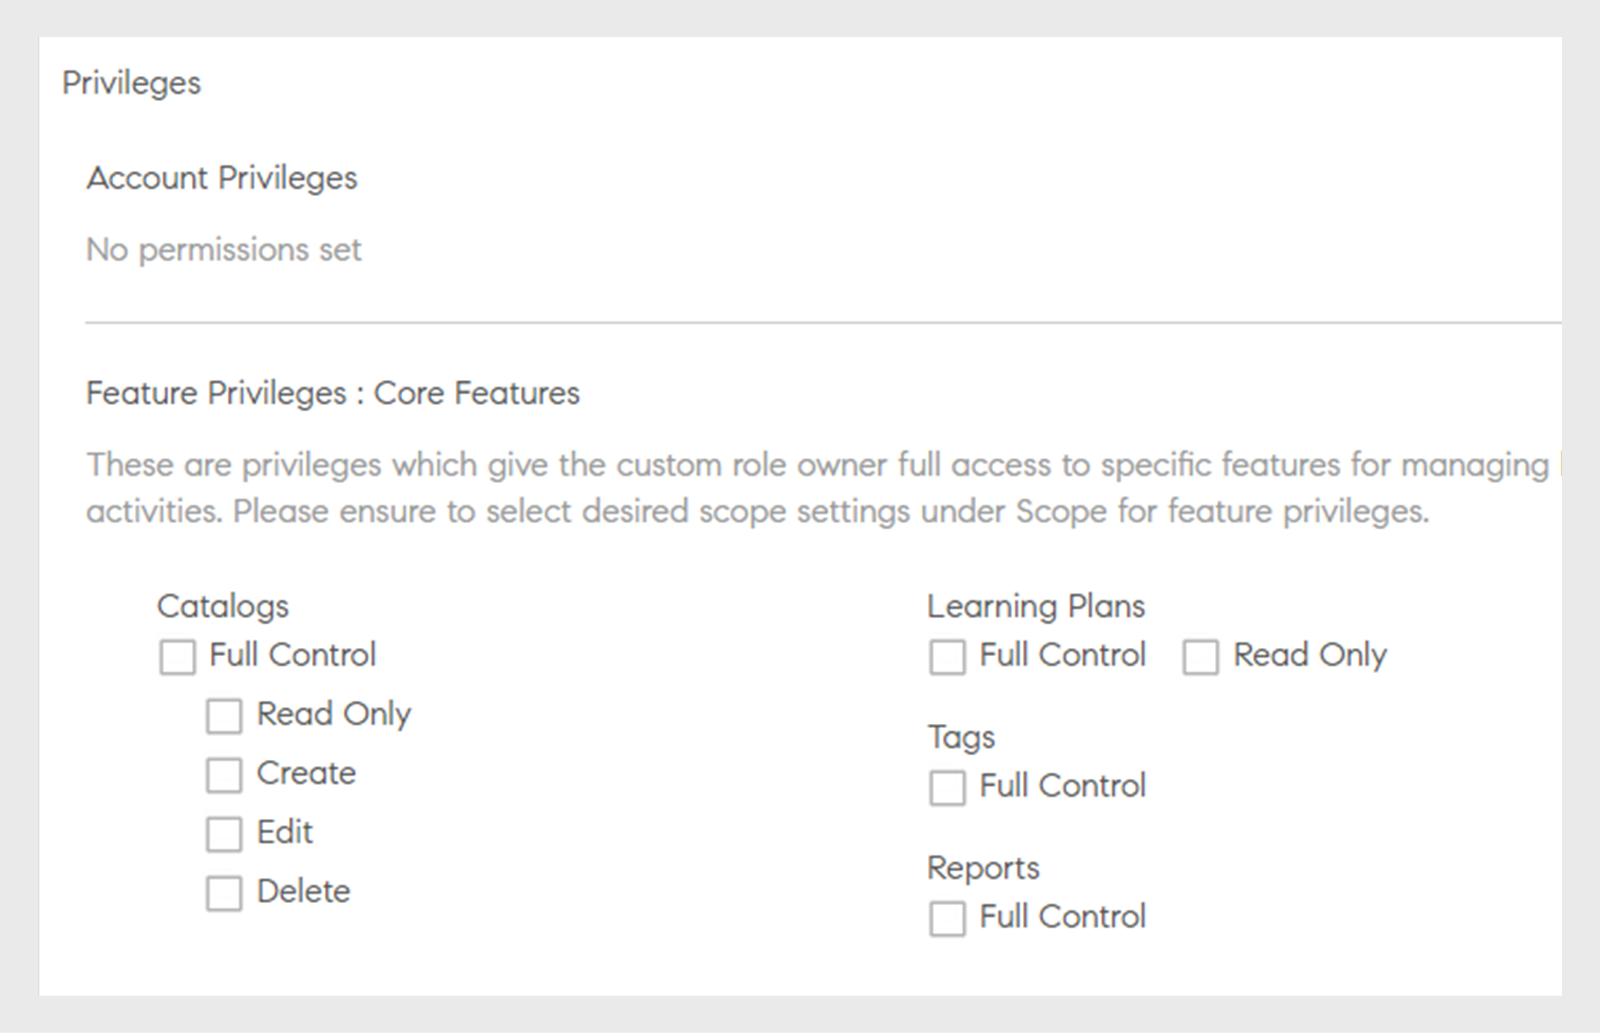 Privileges
Account Privileges
No permissions set
Feature Privileges : Core Features
These are privileges which give the custom role owner full access to specific features for managing
activities. Please ensure to select desired scope settings under Scope for feature privileges.
Catalogs
Full Control
Read Only
Create
Edit
Delete
Learning Plans
Full Control Read Only
Tags
Full Control
Reports
Full Control